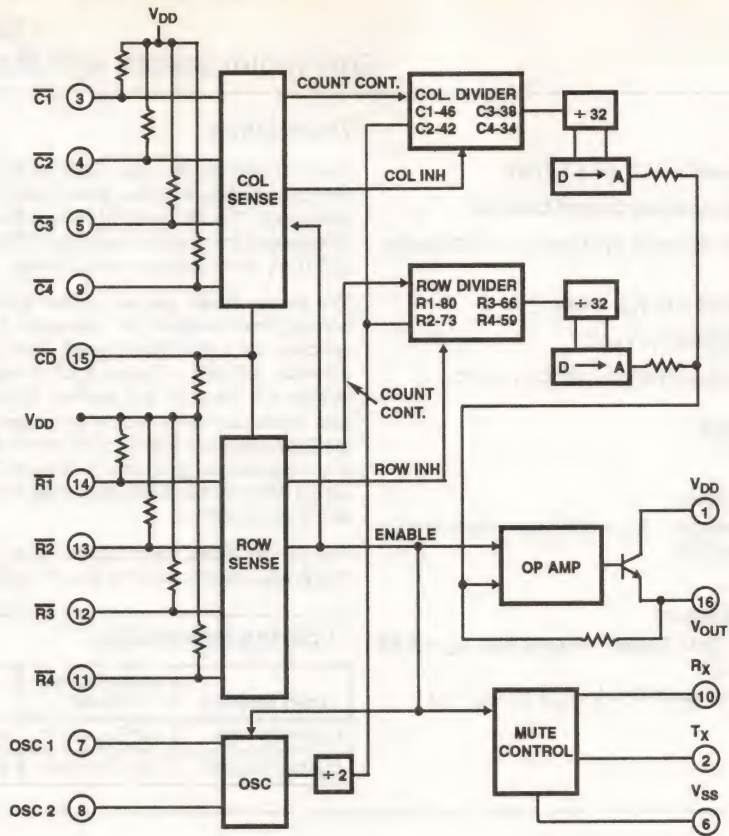 VDD
C1 3
COUNT CONT.
COL. DIVIDER
C1-46 C3-38
C2-42 C4-34
÷ 32
C2 4
COL
SENSE
COL INH
D → A
C3 5
C4 9
ROW DIVIDER
R1-80 R3-66
R2-73 R4-59
÷ 32
CD 15
D → A
VDD
COUNT
CONT.
R1 14
ROW INH
VDD
1
R2 13
ROW
SENSE
ENABLE
OP AMP
R3 12
16
VOUT
R4 11
RX
10
OSC 1 7
OSC
÷ 2
MUTE
CONTROL
TX
2
OSC 2 8
VSS
6